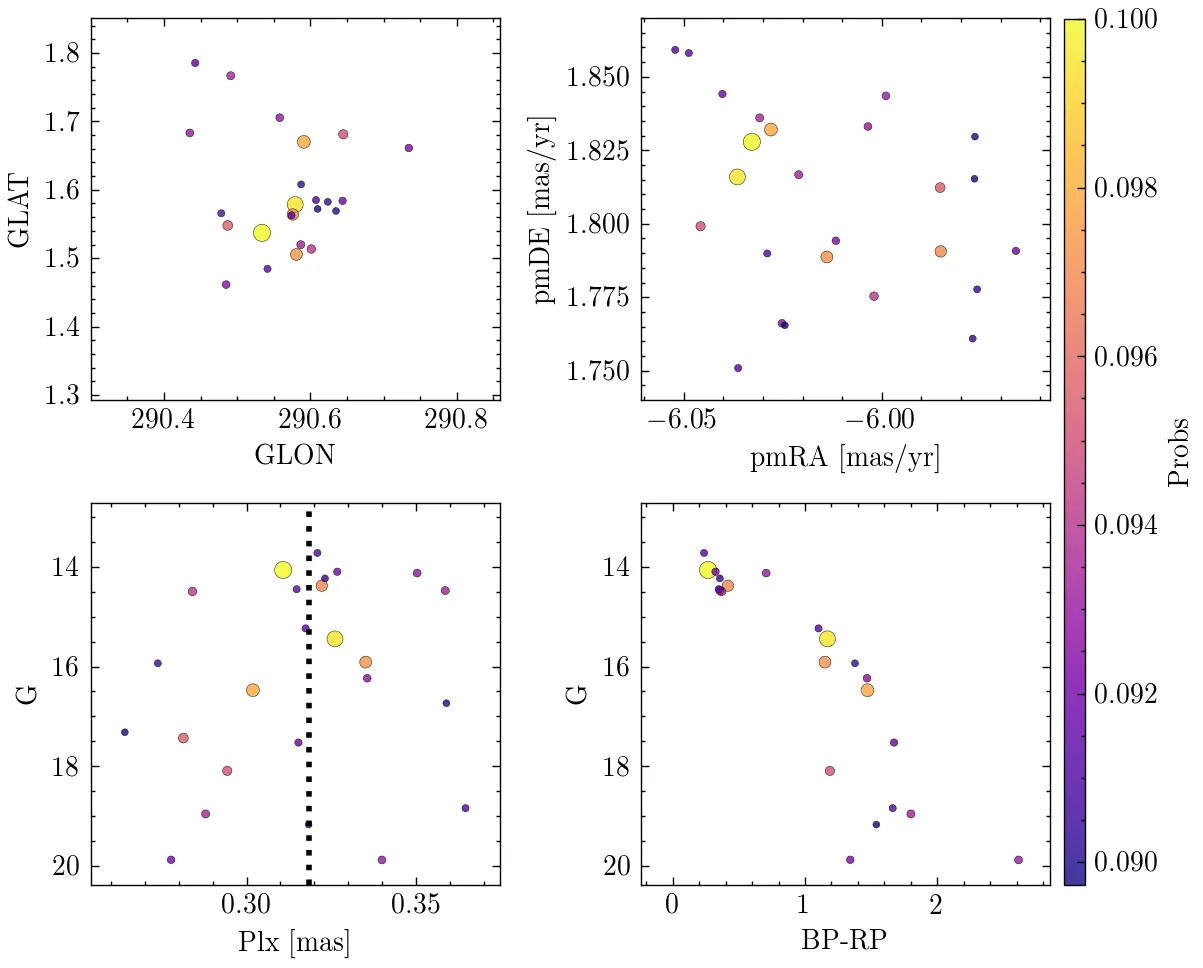 1.8
1.7
1.6
1.5
1.4
1.3
GLAT
290.4 290.6 290.8
GLON
1.850
1.825
1.800
1.775
1.750
pmDE [mas/yr]
−6.05 −6.00
pmRA [mas/yr]
14
16
18
20
G
0.30 0.35
Plx [mas]
14
16
18
20
G
0 1 2
BP-RP
0.100
0.098
0.096
0.094
0.092
0.090
Probs